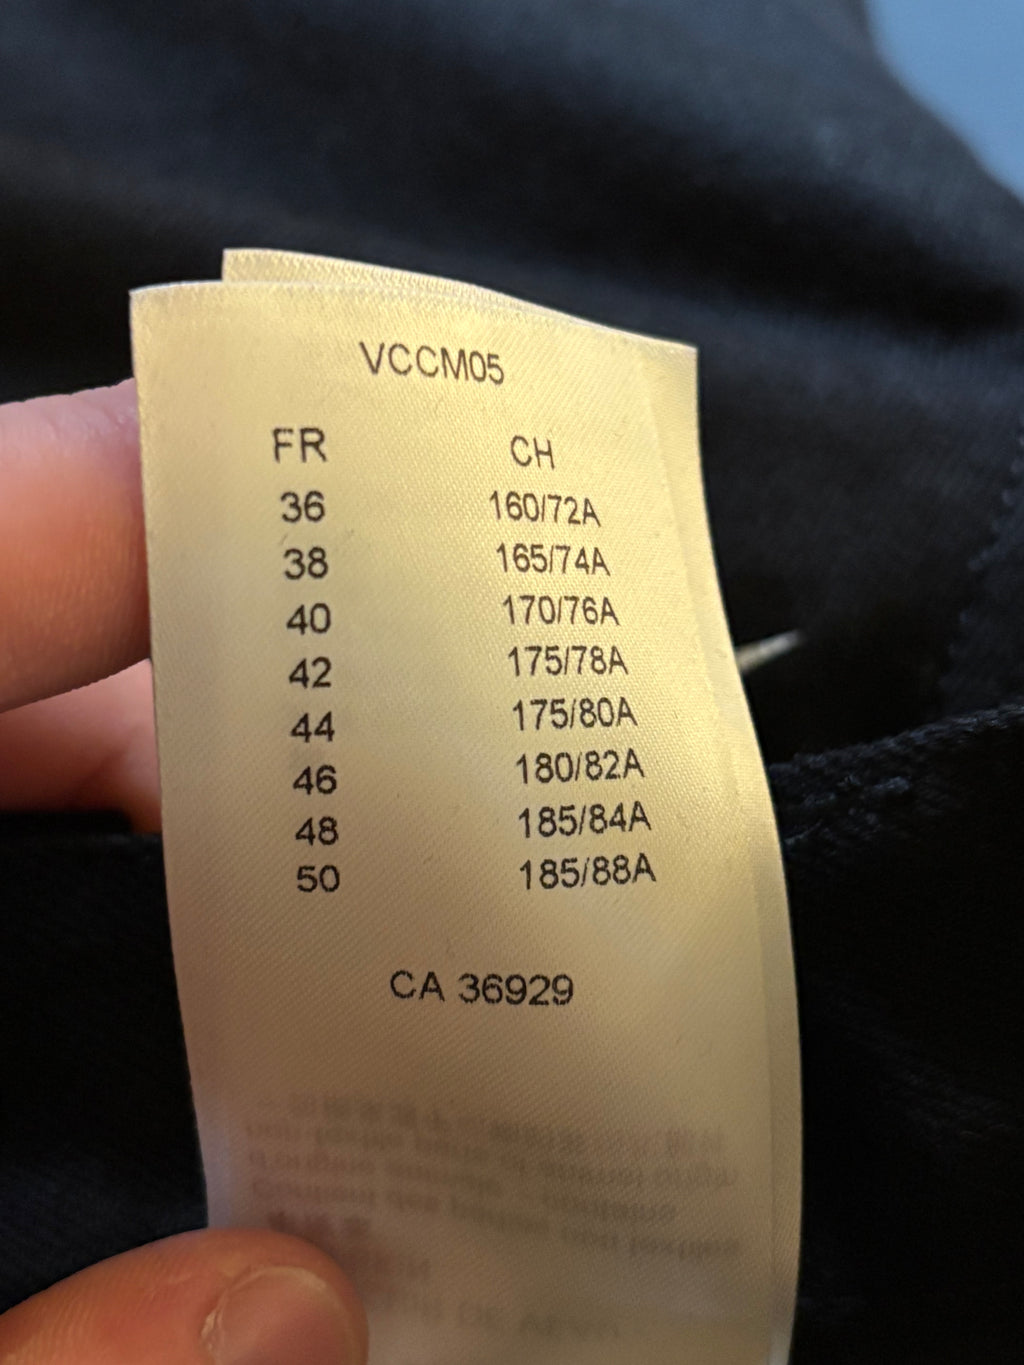 VCCM05
FR CH
36 160/72A
38 165/74A
40 170/76A
42 175/78A
44 175/80A
46 180/82A
48 185/84A
50 185/88A
CA 36929